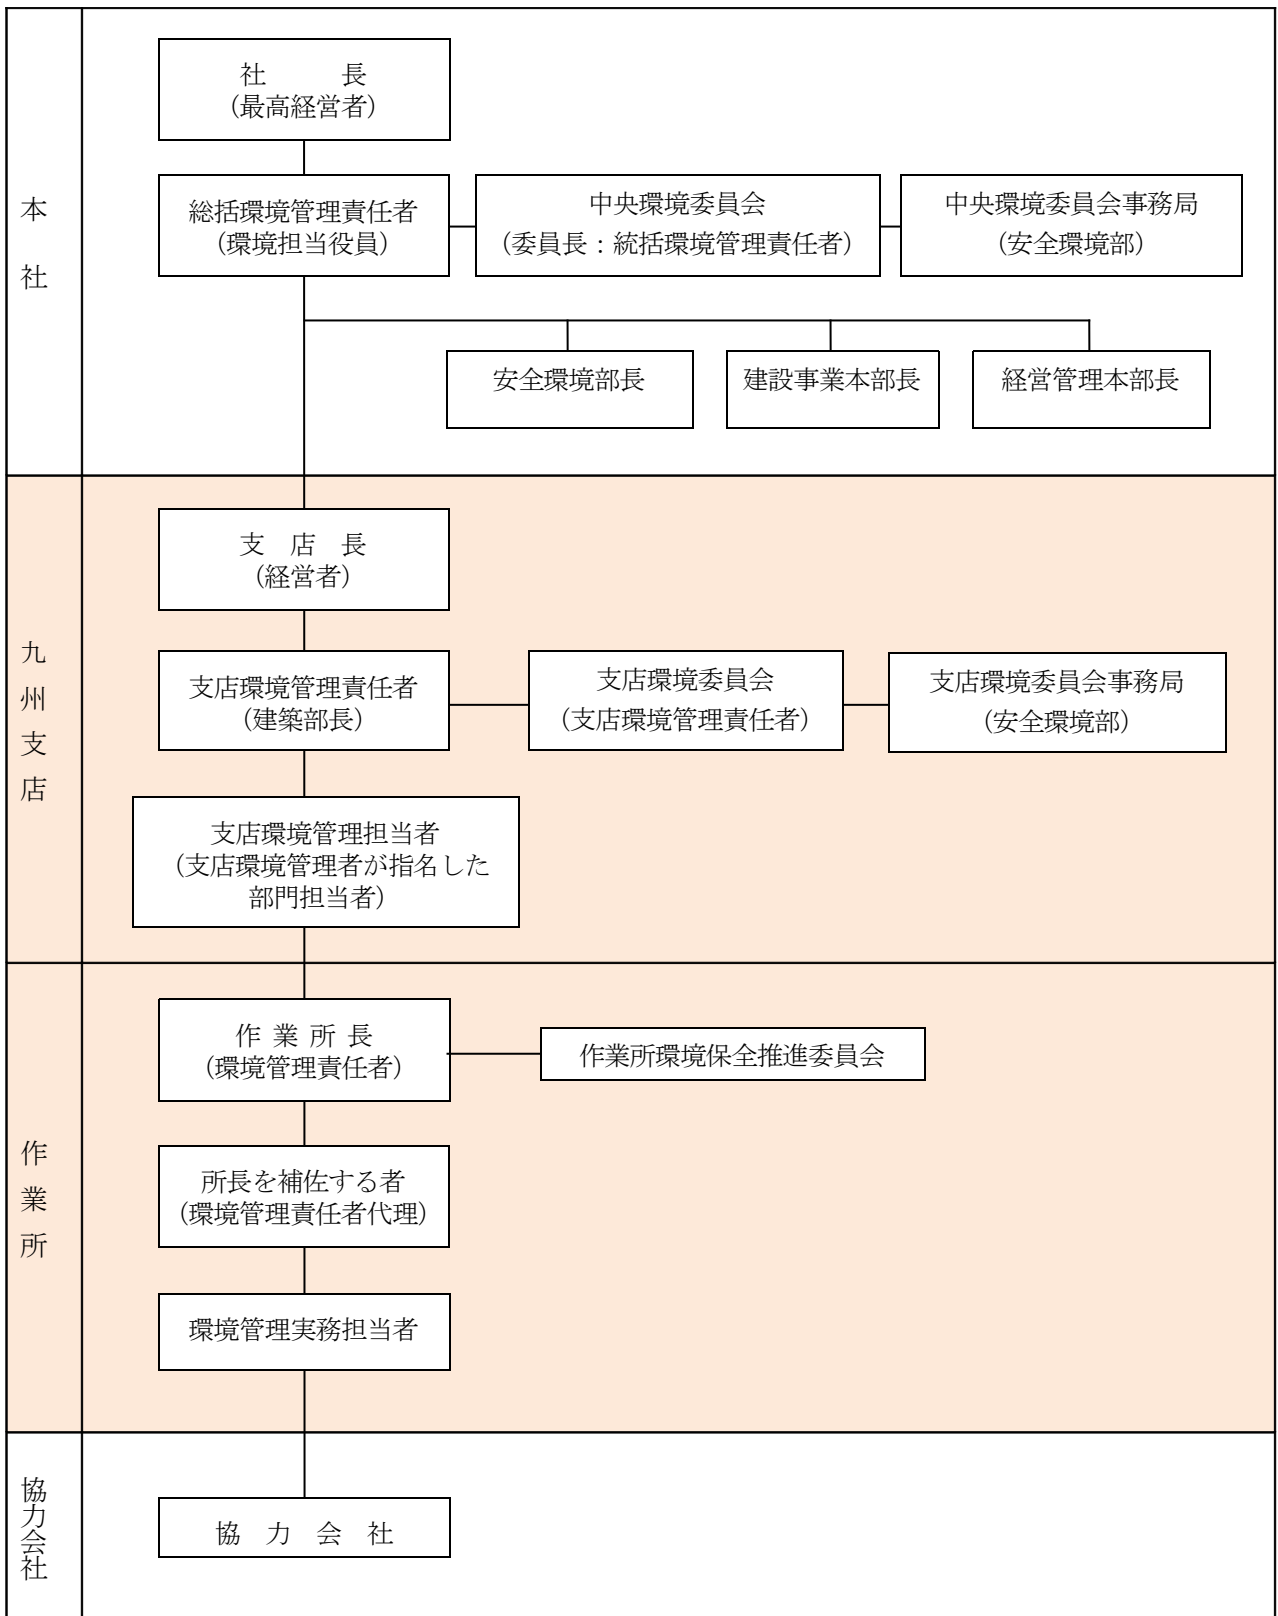 本社
社　長
（最高経営者）
総括環境管理責任者
（環境担当役員）
中央環境委員会
（委員長：統括環境管理責任者）
中央環境委員会事務局
（安全環境部）
安全環境部長
建設事業本部長
経営管理本部長
九州支店
支　店　長
（経営者）
支店環境管理責任者
（建築部長）
支店環境委員会
（支店環境管理責任者）
支店環境委員会事務局
（安全環境部）
支店環境管理担当者
（支店環境管理者が指名した
部門担当者）
作業所
作 業 所 長
（環境管理責任者）
作業所環境保全推進委員会
所長を補佐する者
（環境管理責任者代理）
環境管理実務担当者
協力会社
協　力　会　社